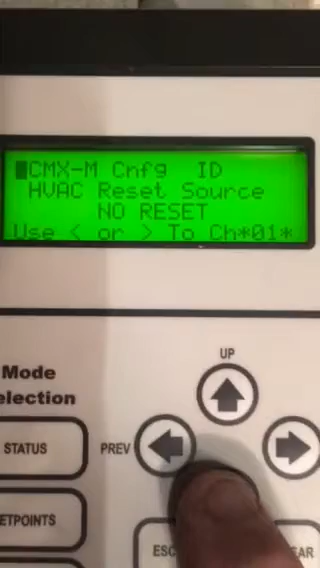 CMX-M Cnfg ID
HVAC Reset Source
NO RESET
Use < or > To Ch*01*
UP
Mode
election
STATUS
PREV
ETPOINTS
ESC
AR